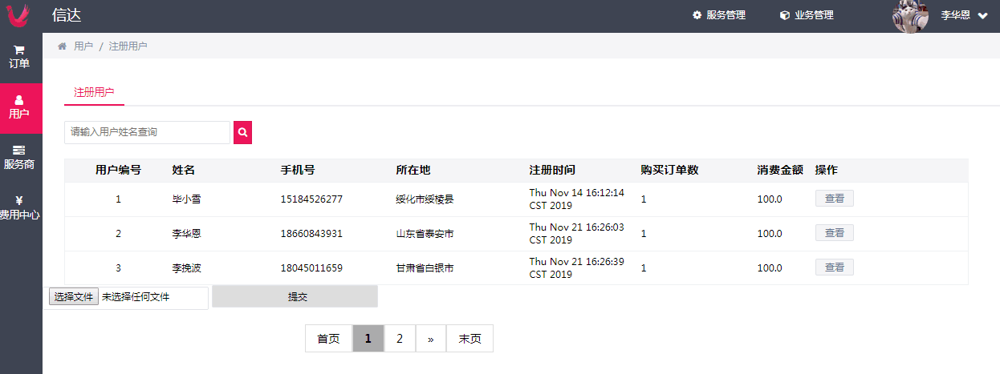 信达
服务管理
业务管理
李华恩
订单
用户
服务商
¥
费用中心
用户 / 注册用户
注册用户
请输入用户姓名查询
用户编号 姓名 手机号 所在地 注册时间 购买订单数 消费金额 操作
1 毕小雪 15184526277 绥化市绥棱县 Thu Nov 14 16:12:14 CST 2019 1 100.0 查看
2 李华恩 18660843931 山东省泰安市 Thu Nov 21 16:26:03 CST 2019 1 100.0 查看
3 李挽波 18045011659 甘肃省白银市 Thu Nov 21 16:26:39 CST 2019 1 100.0 查看
选择文件 未选择任何文件 提交
首页 1 2 » 末页